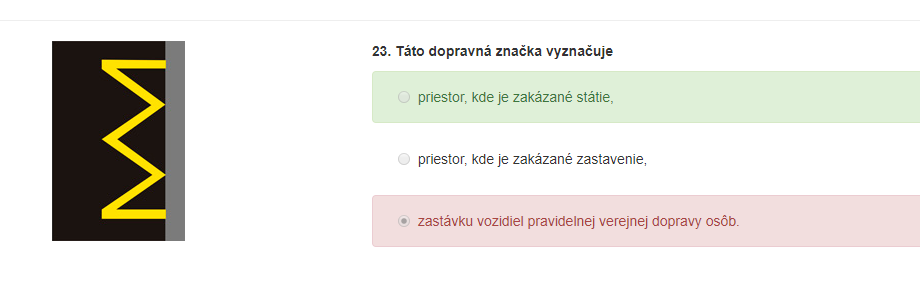 23. Táto dopravná značka vyznačuje
priestor, kde je zakázané státie,
priestor, kde je zakázané zastavenie,
zastávku vozidiel pravidelnej verejnej dopravy osôb.